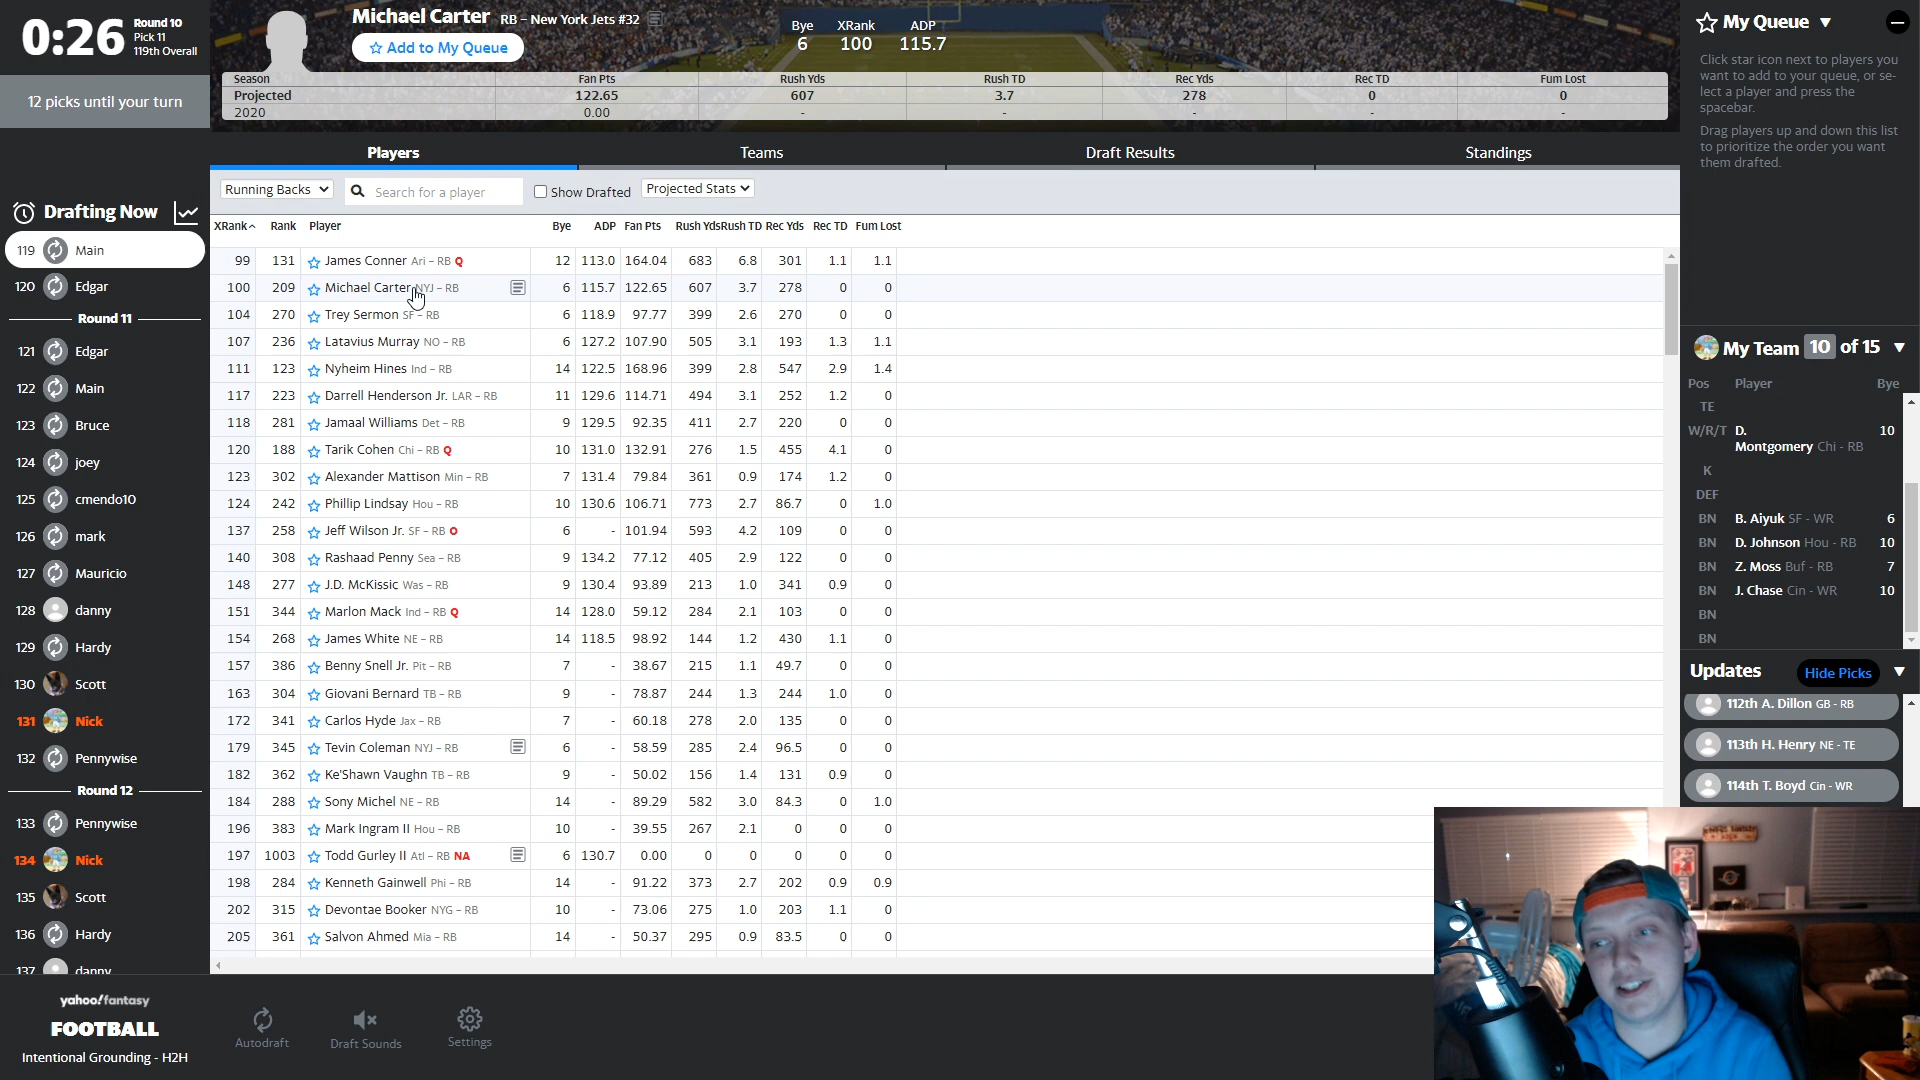 0:26
Round 10
Pick 11
119th Overall
12 picks until your turn
Michael Carter RB – New York Jets #32
Add to My Queue
Bye XRank ADP
6 100 115.7
Season Fan Pts Rush Yds Rush TD Rec Yds Rec TD Fum Lost
Projected 122.65 607 3.7 278 0 0
2020 0.00 - - - - -
Players Teams Draft Results Standings
Running Backs Search for a player Show Drafted Projected Stats
XRank Rank Player Bye ADP Fan Pts Rush Yds Rush TD Rec Yds Rec TD Fum Lost
99 131 James Conner Ari – RB Q 12 113.0 164.04 683 6.8 301 1.1 1.1
100 209 Michael Carter NYJ – RB 6 115.7 122.65 607 3.7 278 0 0
104 270 Trey Sermon SF – RB 6 118.9 97.77 399 2.6 270 0 0
107 236 Latavius Murray NO – RB 6 127.2 107.90 505 3.1 193 1.3 1.1
111 123 Nyheim Hines Ind – RB 14 122.5 168.96 399 2.8 547 2.9 1.4
117 223 Darrell Henderson Jr. LAR – RB 11 129.6 114.71 494 3.1 252 1.2 0
118 281 Jamaal Williams Det – RB 9 129.5 92.35 411 2.7 220 0 0
120 188 Tarik Cohen Chi – RB Q 10 131.0 132.91 276 1.5 455 4.1 0
123 302 Alexander Mattison Min – RB 7 131.4 79.84 361 0.9 174 1.2 0
124 242 Phillip Lindsay Hou – RB 10 130.6 106.71 773 2.7 86.7 0 1.0
137 258 Jeff Wilson Jr. SF – RB O 6 - 101.94 593 4.2 109 0 0
140 308 Rashaad Penny Sea – RB 9 134.2 77.12 405 2.9 122 0 0
148 277 J.D. McKissic Was – RB 9 130.4 93.89 213 1.0 341 0.9 0
151 344 Marlon Mack Ind – RB Q 14 128.0 59.12 284 2.1 103 0 0
154 268 James White NE – RB 14 118.5 98.92 144 1.2 430 1.1 0
157 386 Benny Snell Jr. Pit – RB 7 - 38.67 215 1.1 49.7 0 0
163 304 Giovani Bernard TB – RB 9 - 78.87 244 1.3 244 1.0 0
172 341 Carlos Hyde Jax – RB 7 - 60.18 278 2.0 135 0 0
179 345 Tevin Coleman NYJ – RB 6 - 58.59 285 2.4 96.5 0 0
182 362 Ke'Shawn Vaughn TB – RB 9 - 50.02 156 1.4 131 0.9 0
184 288 Sony Michel NE – RB 14 - 89.29 582 3.0 84.3 0 1.0
196 383 Mark Ingram II Hou – RB 10 - 39.55 267 2.1 0 0 0
197 1003 Todd Gurley II Atl – RB NA 6 130.7 0.00 0 0 0 0 0
198 284 Kenneth Gainwell Phi – RB 14 - 91.22 373 2.7 202 0.9 0.9
202 315 Devontae Booker NYG – RB 10 - 73.06 275 1.0 203 1.1 0
205 361 Salvon Ahmed Mia – RB 14 - 50.37 295 0.9 83.5 0 0
Drafting Now
119 Main
120 Edgar
Round 11
121 Edgar
122 Main
123 Bruce
124 joey
125 cmendo10
126 mark
127 Mauricio
128 danny
129 Hardy
130 Scott
131 Nick
132 Pennywise
Round 12
133 Pennywise
134 Nick
135 Scott
136 Hardy
137 danny
yahoo!fantasy
FOOTBALL
Intentional Grounding - H2H
Autodraft
Draft Sounds
Settings
My Queue
Click star icon next to players you
want to add to your queue, or se-
lect a player and press the
spacebar.
Drag players up and down this list
to prioritize the order you want
them drafted.
My Team 10 of 15
Pos Player Bye
TE
W/R/T D. 10
Montgomery Chi - RB
K
DEF
BN B. Aiyuk SF - WR 6
BN D. Johnson Hou - RB 10
BN Z. Moss Buf - RB 7
BN J. Chase Cin - WR 10
BN
BN
Updates Hide Picks
112th A. Dillon GB - RB
113th H. Henry NE - TE
114th T. Boyd Cin - WR